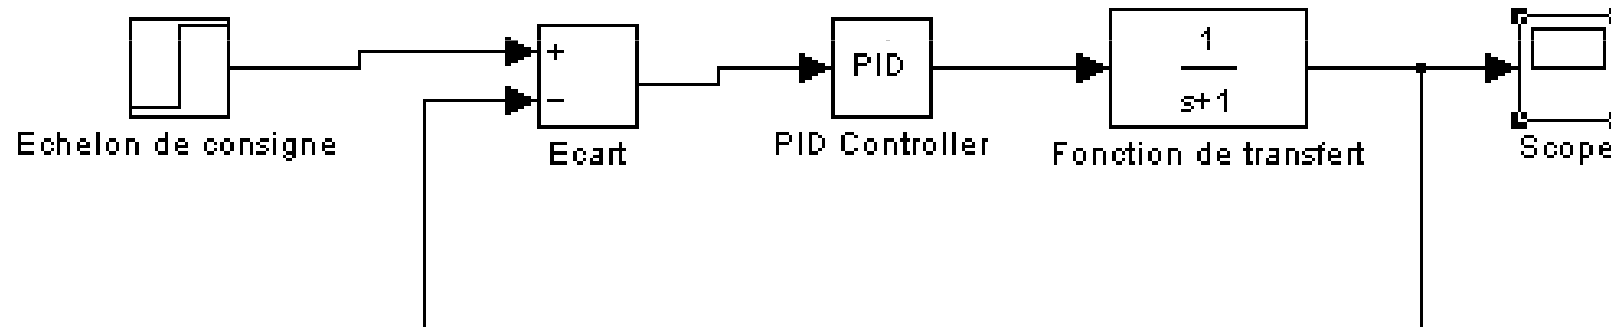 +
−
PID
1
s+1
Echelon de consigne
Ecart
PID Controller
Fonction de transfert
Scope